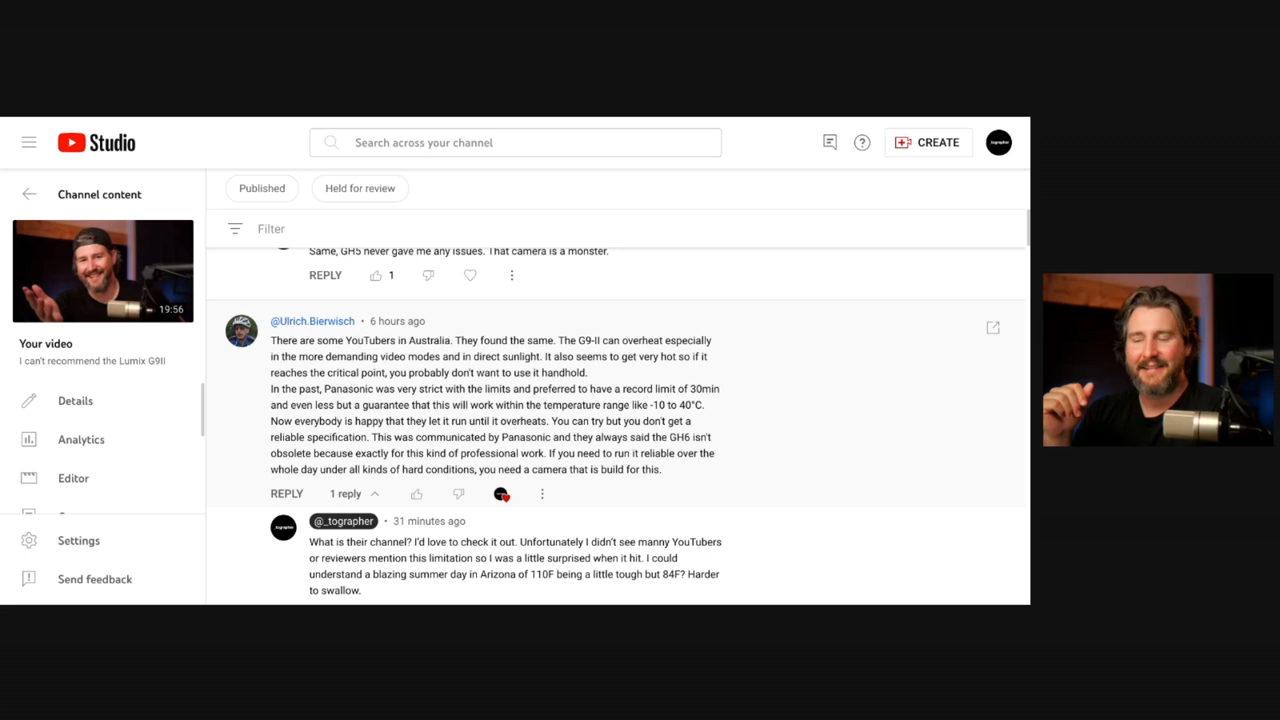 Studio
Search across your channel
CREATE
tographer
Channel content
Published
Held for review
Filter
19:56
Your video
I can't recommend the Lumix G9II
Details
Analytics
Editor
Settings
Send feedback
Same, GH5 never gave me any issues. That camera is a monster.
REPLY
1
@Ulrich.Bierwisch • 6 hours ago
There are some YouTubers in Australia. They found the same. The G9-II can overheat especially
in the more demanding video modes and in direct sunlight. It also seems to get very hot so if it
reaches the critical point, you probably don't want to use it handhold.
In the past, Panasonic was very strict with the limits and preferred to have a record limit of 30min
and even less but a guarantee that this will work within the temperature range like -10 to 40°C.
Now everybody is happy that they let it run until it overheats. You can try but you don't get a
reliable specification. This was communicated by Panasonic and they always said the GH6 isn't
obsolete because exactly for this kind of professional work. If you need to run it reliable over the
whole day under all kinds of hard conditions, you need a camera that is build for this.
REPLY
1 reply
tographer
@_tographer • 31 minutes ago
What is their channel? I'd love to check it out. Unfortunately I didn't see manny YouTubers
or reviewers mention this limitation so I was a little surprised when it hit. I could
understand a blazing summer day in Arizona of 110F being a little tough but 84F? Harder
to swallow.